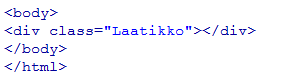 <body>
<div class="Laatikko"></div>
</body>
</html>